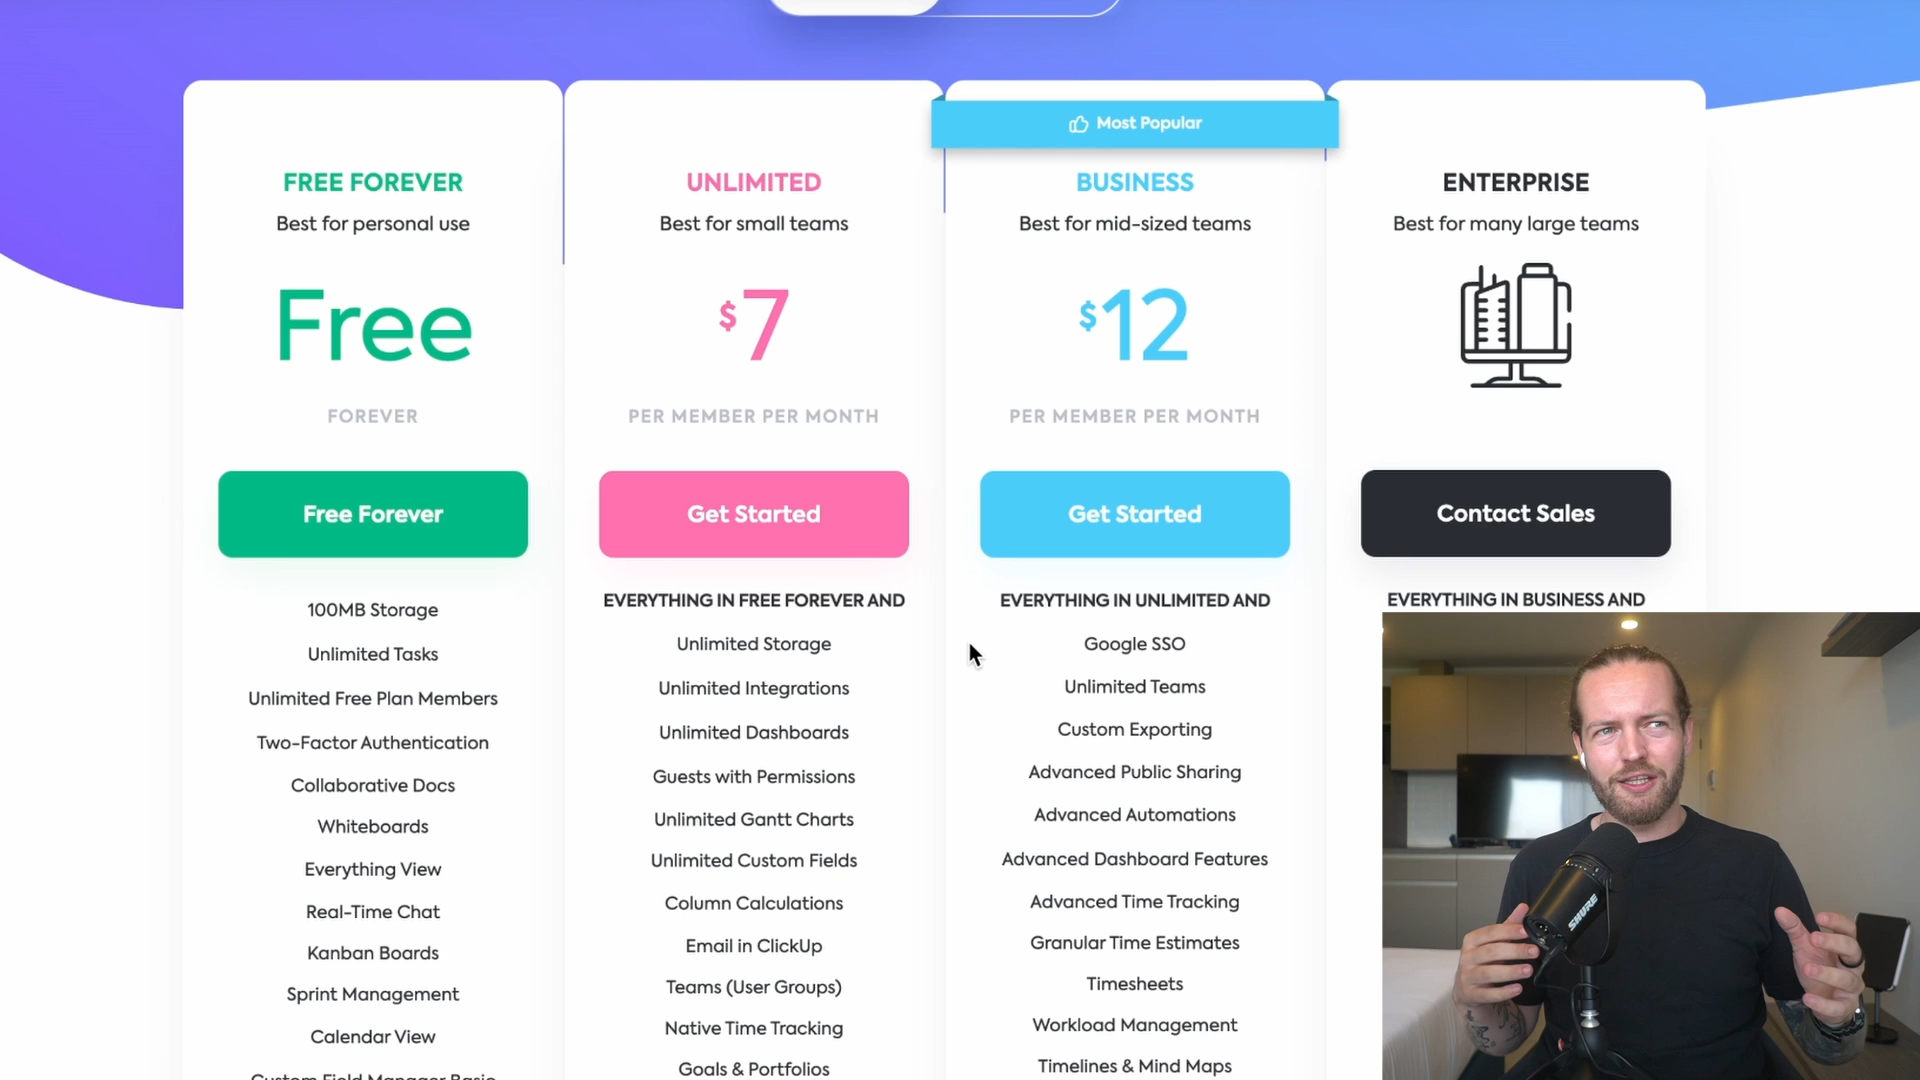 Most Popular
FREE FOREVER
Best for personal use
Free
FOREVER
Free Forever
100MB Storage
Unlimited Tasks
Unlimited Free Plan Members
Two-Factor Authentication
Collaborative Docs
Whiteboards
Everything View
Real-Time Chat
Kanban Boards
Sprint Management
Calendar View
Custom Field Manager Basic
UNLIMITED
Best for small teams
$7
PER MEMBER PER MONTH
Get Started
EVERYTHING IN FREE FOREVER AND
Unlimited Storage
Unlimited Integrations
Unlimited Dashboards
Guests with Permissions
Unlimited Gantt Charts
Unlimited Custom Fields
Column Calculations
Email in ClickUp
Teams (User Groups)
Native Time Tracking
Goals & Portfolios
BUSINESS
Best for mid-sized teams
$12
PER MEMBER PER MONTH
Get Started
EVERYTHING IN UNLIMITED AND
Google SSO
Unlimited Teams
Custom Exporting
Advanced Public Sharing
Advanced Automations
Advanced Dashboard Features
Advanced Time Tracking
Granular Time Estimates
Timesheets
Workload Management
Timelines & Mind Maps
ENTERPRISE
Best for many large teams
Contact Sales
EVERYTHING IN BUSINESS AND
SHURE